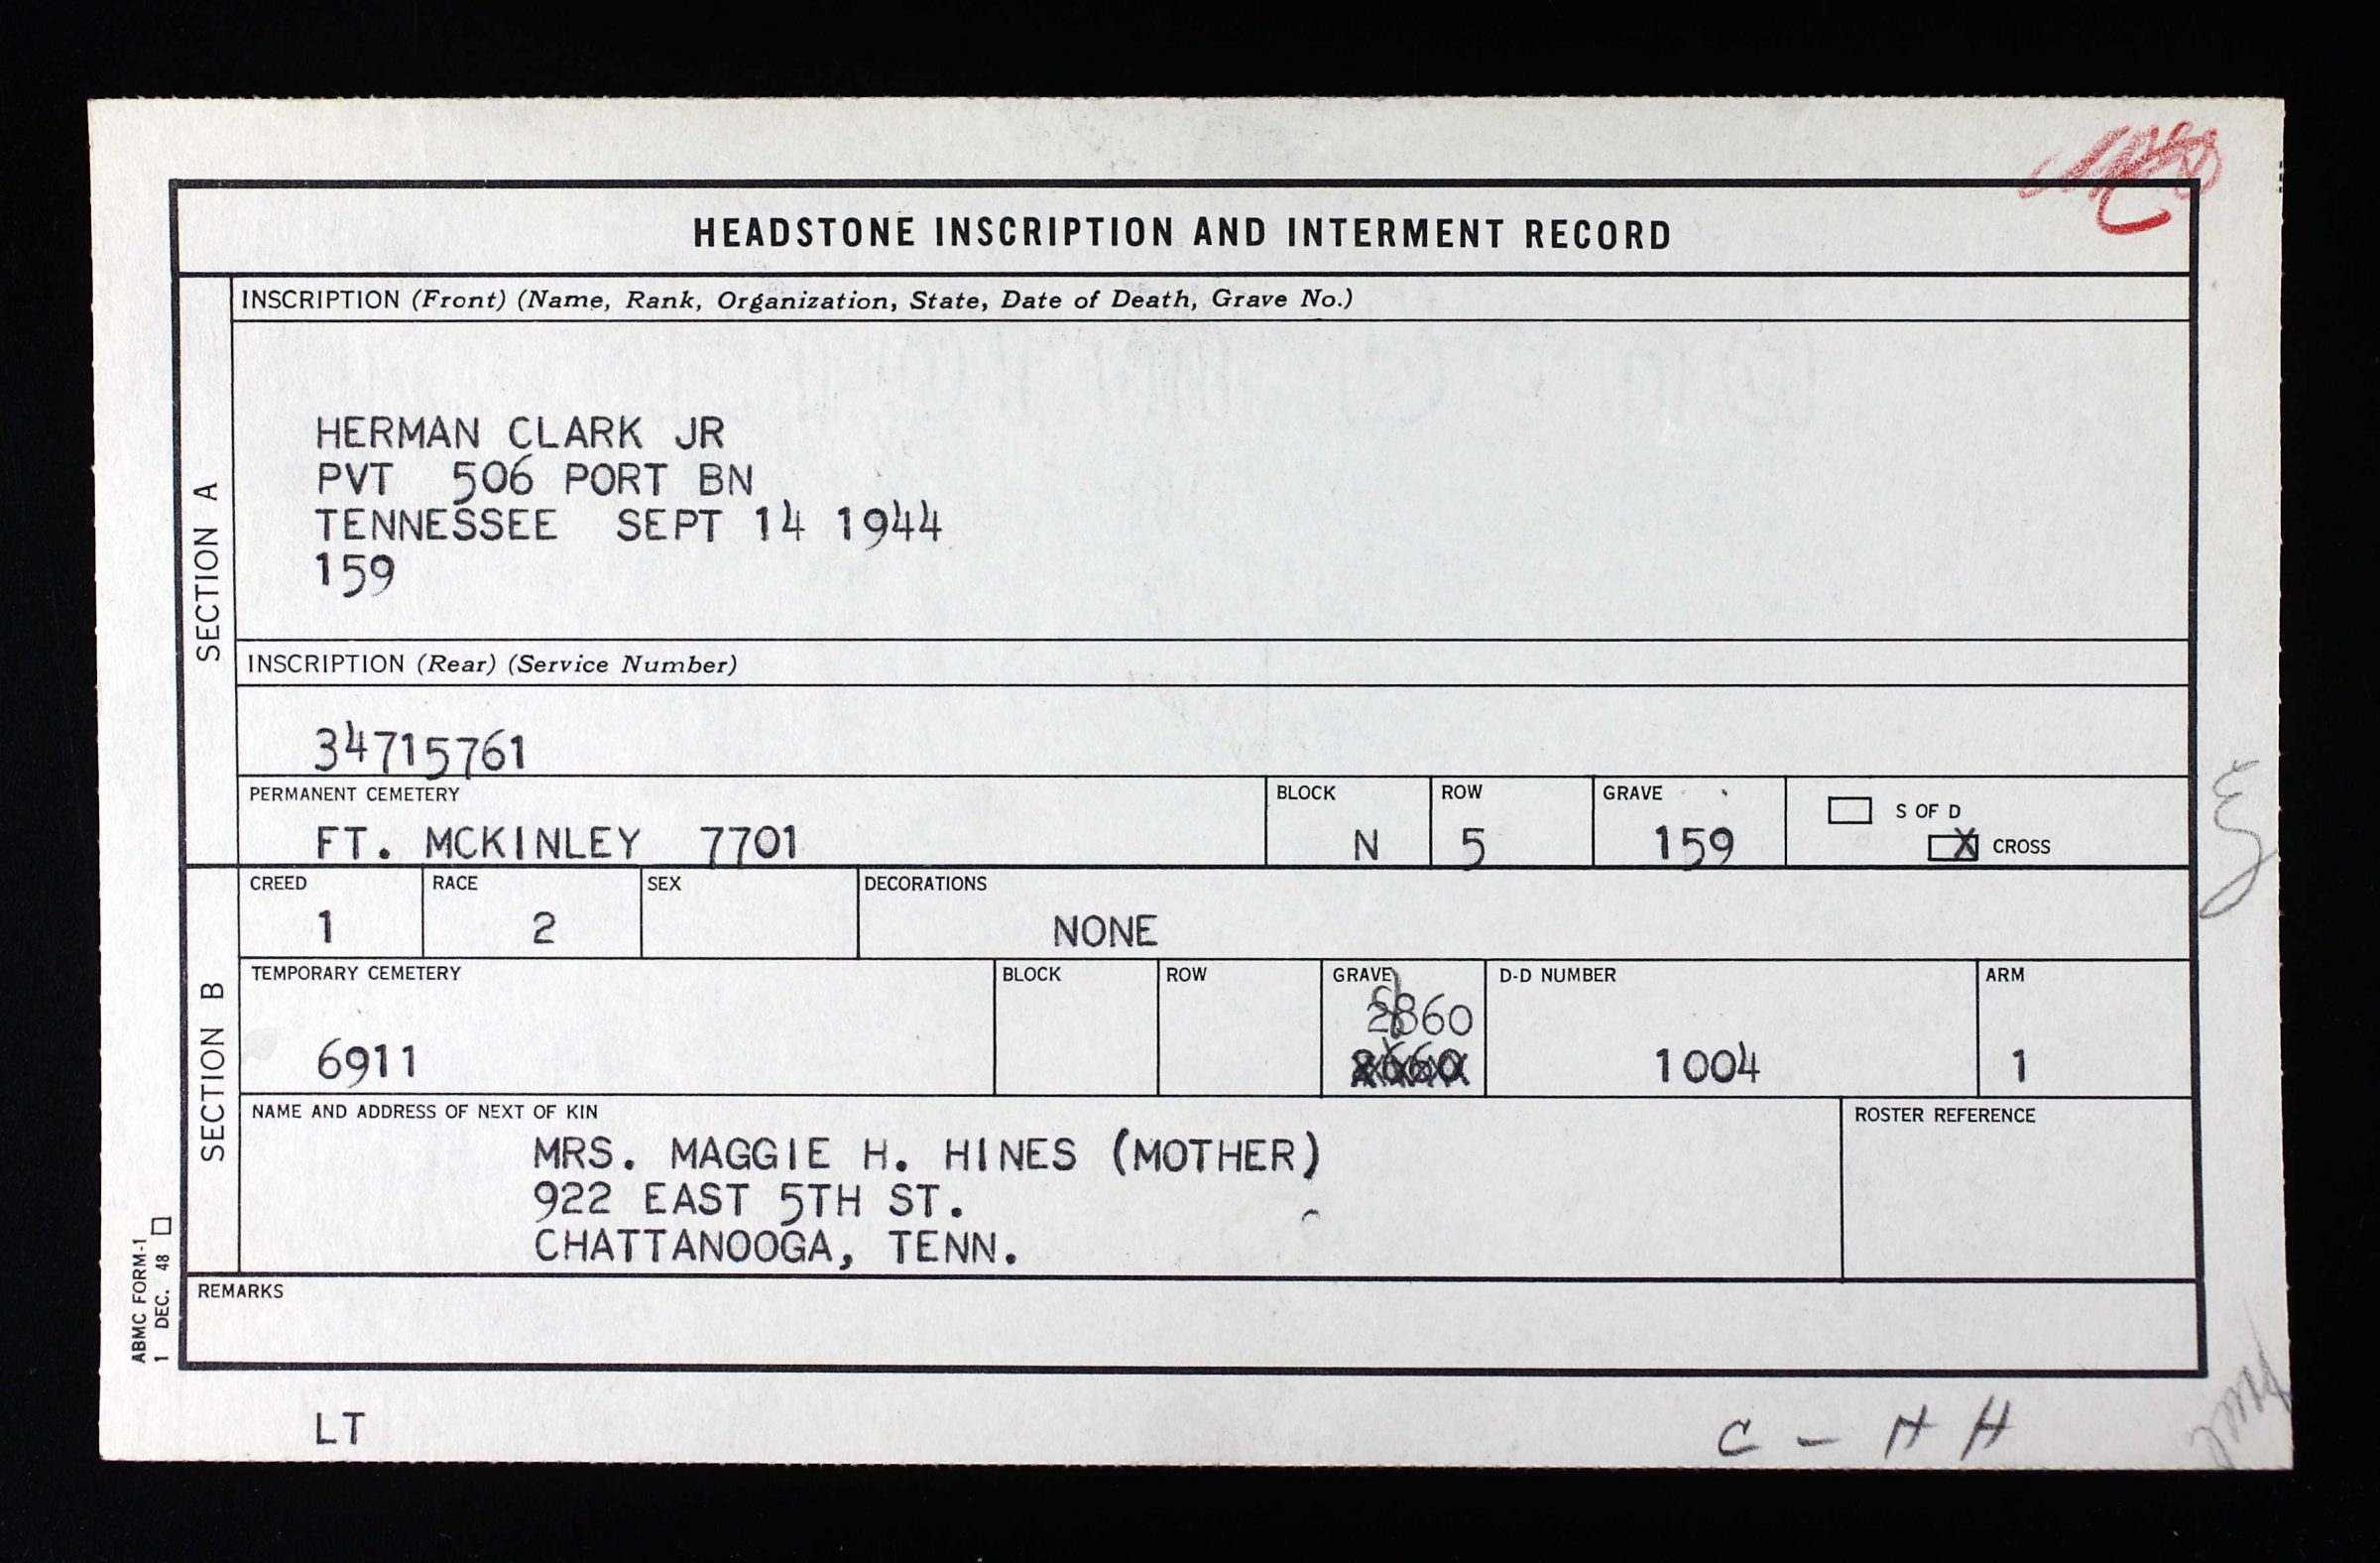 HEADSTONE INSCRIPTION AND INTERMENT RECORD
SECTION A
INSCRIPTION (Front) (Name, Rank, Organization, State, Date of Death, Grave No.)
HERMAN CLARK JR
PVT 506 PORT BN
TENNESSEE SEPT 14 1944
159
INSCRIPTION (Rear) (Service Number)
34715761
PERMANENT CEMETERY BLOCK ROW GRAVE S OF D
FT. MCKINLEY 7701 N 5 159 X CROSS
SECTION B
CREED RACE SEX DECORATIONS
1 2 NONE
TEMPORARY CEMETERY BLOCK ROW GRAVE D-D NUMBER ARM
2860
6911 1004 1
NAME AND ADDRESS OF NEXT OF KIN ROSTER REFERENCE
MRS. MAGGIE H. HINES (MOTHER)
922 EAST 5TH ST.
CHATTANOOGA, TENN.
REMARKS
ABMC FORM-1
1 DEC. 48
LT
C - H H